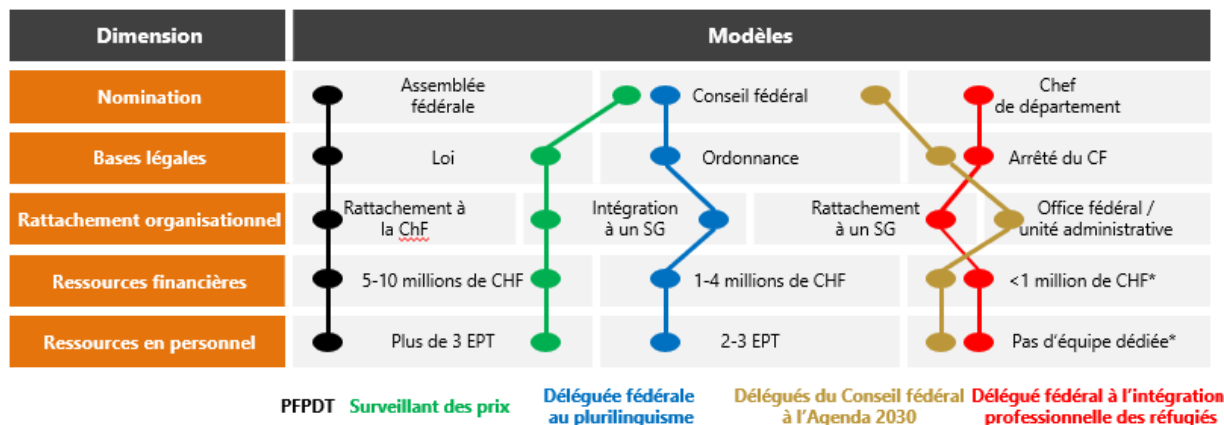 Dimension
Modèles
Nomination
Assemblée
fédérale
Conseil fédéral
Chef
de département
Bases légales
Loi
Ordonnance
Arrêté du CF
Rattachement organisationnel
Rattachement à
la ChF
Intégration
à un SG
Rattachement
à un SG
Office fédéral /
unité administrative
Ressources financières
5-10 millions de CHF
1-4 millions de CHF
<1 million de CHF*
Ressources en personnel
Plus de 3 EPT
2-3 EPT
Pas d'équipe dédiée*
PFPDT
Surveillant des prix
Déléguée fédérale
au plurilinguisme
Délégués du Conseil fédéral
à l'Agenda 2030
Délégué fédéral à l'intégration
professionelle des réfugiés